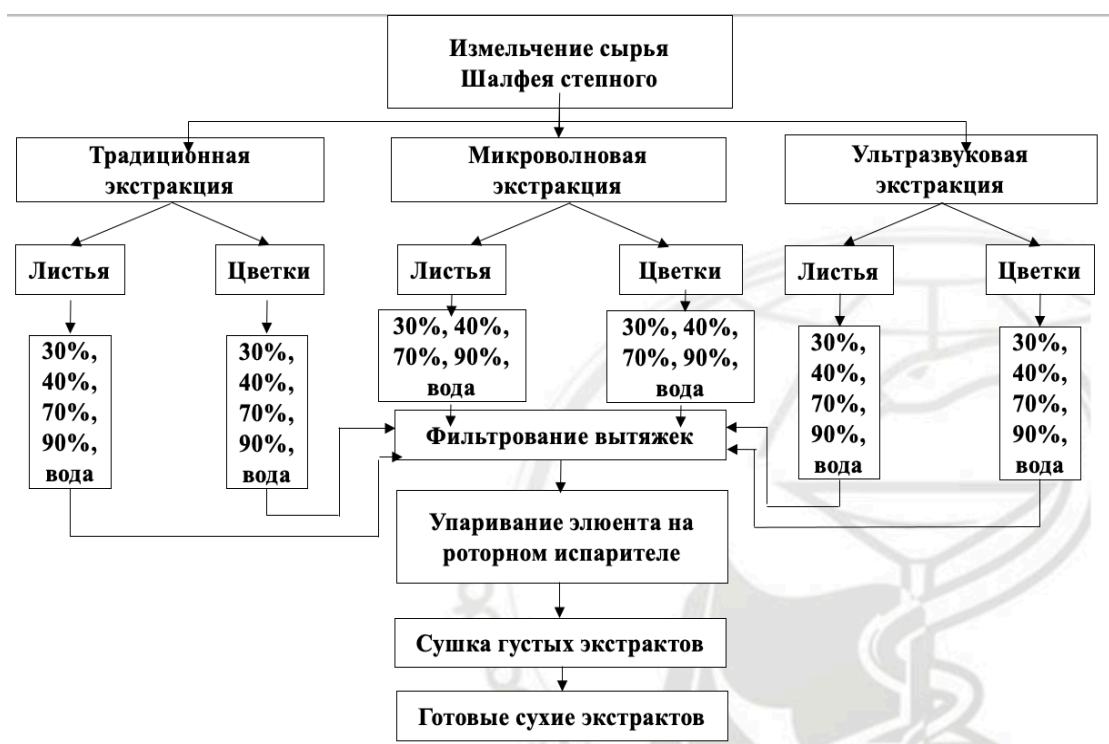 Измельчение сырья
Шалфея степного
Традиционная
экстракция
Микроволновая
экстракция
Ультразвуковая
экстракция
Листья
Цветки
Листья
Цветки
Листья
Цветки
30%,
40%,
70%,
90%,
вода
30%,
40%,
70%,
90%,
вода
30%, 40%,
70%, 90%,
вода
30%, 40%,
70%, 90%,
вода
30%,
40%,
70%,
90%,
вода
30%,
40%,
70%,
90%,
вода
Фильтрование вытяжек
Упаривание элюента на
роторном испарителе
Сушка густых экстрактов
Готовые сухие экстрактов